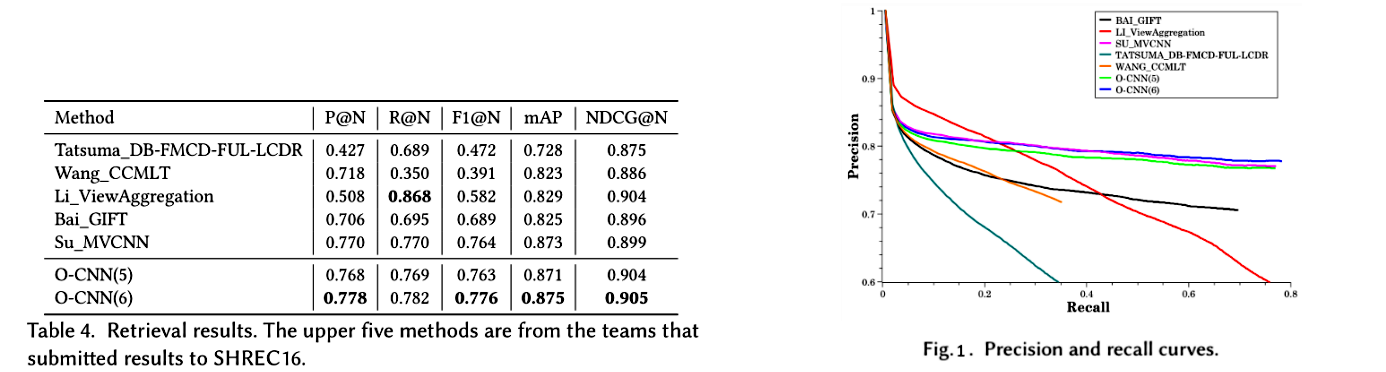 Method P@N R@N F1@N mAP NDCG@N
Tatsuma_DB-FMCD-FUL-LCDR 0.427 0.689 0.472 0.728 0.875
Wang_CCMLT 0.718 0.350 0.391 0.823 0.886
Li_ViewAggregation 0.508 0.868 0.582 0.829 0.904
Bai_GIFT 0.706 0.695 0.689 0.825 0.896
Su_MVCNN 0.770 0.770 0.764 0.873 0.899
O-CNN(5) 0.768 0.769 0.763 0.871 0.904
O-CNN(6) 0.778 0.782 0.776 0.875 0.905
Table 4. Retrieval results. The upper five methods are from the teams that
submitted results to SHREC16.
BAI_GIFT
LI_ViewAggregation
SU_MVCNN
TATSUMA_DB-FMCD-FUL-LCDR
WANG_CCMLT
O-CNN(5)
O-CNN(6)
Precision
1
0.9
0.8
0.7
0.6
0 0.2 0.4 0.6 0.8
Recall
Fig.1. Precision and recall curves.